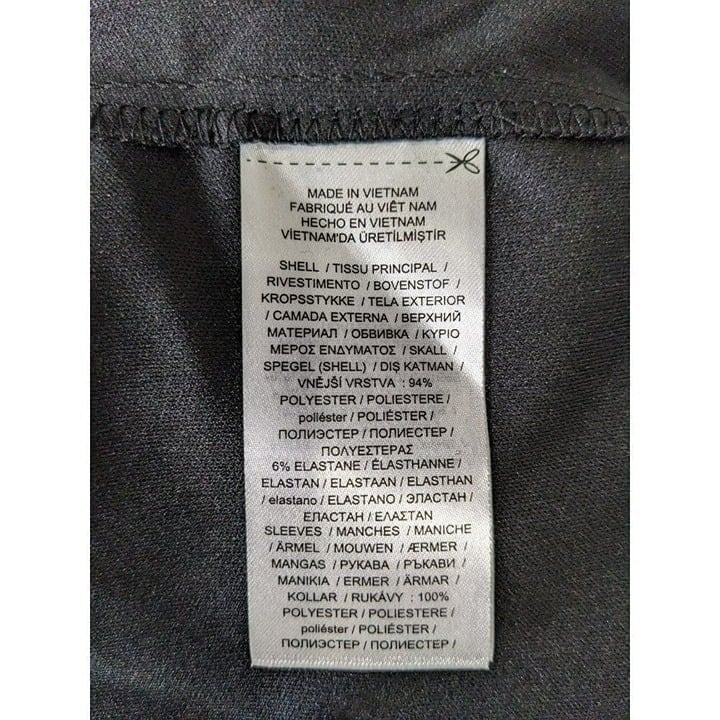 MADE IN VIETNAM
FABRIQUÉ AU VIÊT NAM
HECHO EN VIETNAM
VİETNAM'DA ÜRETİLMİŞTİR
SHELL / TISSU PRINCIPAL /
RIVESTIMENTO / BOVENSTOF /
KROPSSTYKKE / TELA EXTERIOR
/ CAMADA EXTERNA / ВЕРХНИЙ
МАТЕРИАЛ / ОБВИВКА / ΚΥΡΙΟ
ΜΕΡΟΣ ΕΝΔΥΜΑΤΟΣ / SKALL /
SPEGEL (SHELL) / DIŞ KATMAN /
VNĚJŠÍ VRSTVA : 94%
POLYESTER / POLIESTERE /
poliéster / POLIÉSTER /
ПОЛИЭСТЕР / ПОЛИЕСТЕР /
ΠΟΛΥΕΣΤΕΡΑΣ
6% ELASTANE / ÉLASTHANNE /
ELASTAN / ELASTAAN / ELASTHAN
/ elastano / ELASTANO / ЭЛАСТАН /
ЕЛАСТАН / ΕΛΑΣΤΑΝ
SLEEVES / MANCHES / MANICHE
/ ÄRMEL / MOUWEN / ÆRMER /
MANGAS / РУКАВА / РЪКАВИ /
ΜΑΝΙΚΙΑ / ERMER / ÄRMAR /
KOLLAR / RUKÁVY : 100%
POLYESTER / POLIESTERE /
poliéster / POLIÉSTER /
ПОЛИЭСТЕР / ПОЛИЕСТЕР /